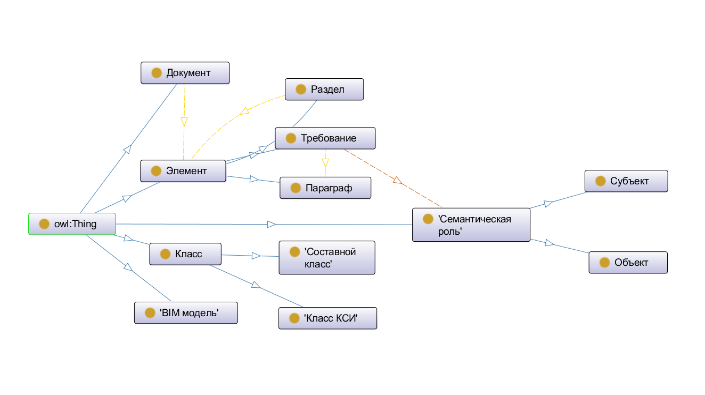 Документ
Раздел
Требование
Элемент
Параграф
Субъект
owl:Thing
'Семантическая
роль'
Класс
'Составной
класс'
Объект
'BIM модель'
'Класс КСИ'